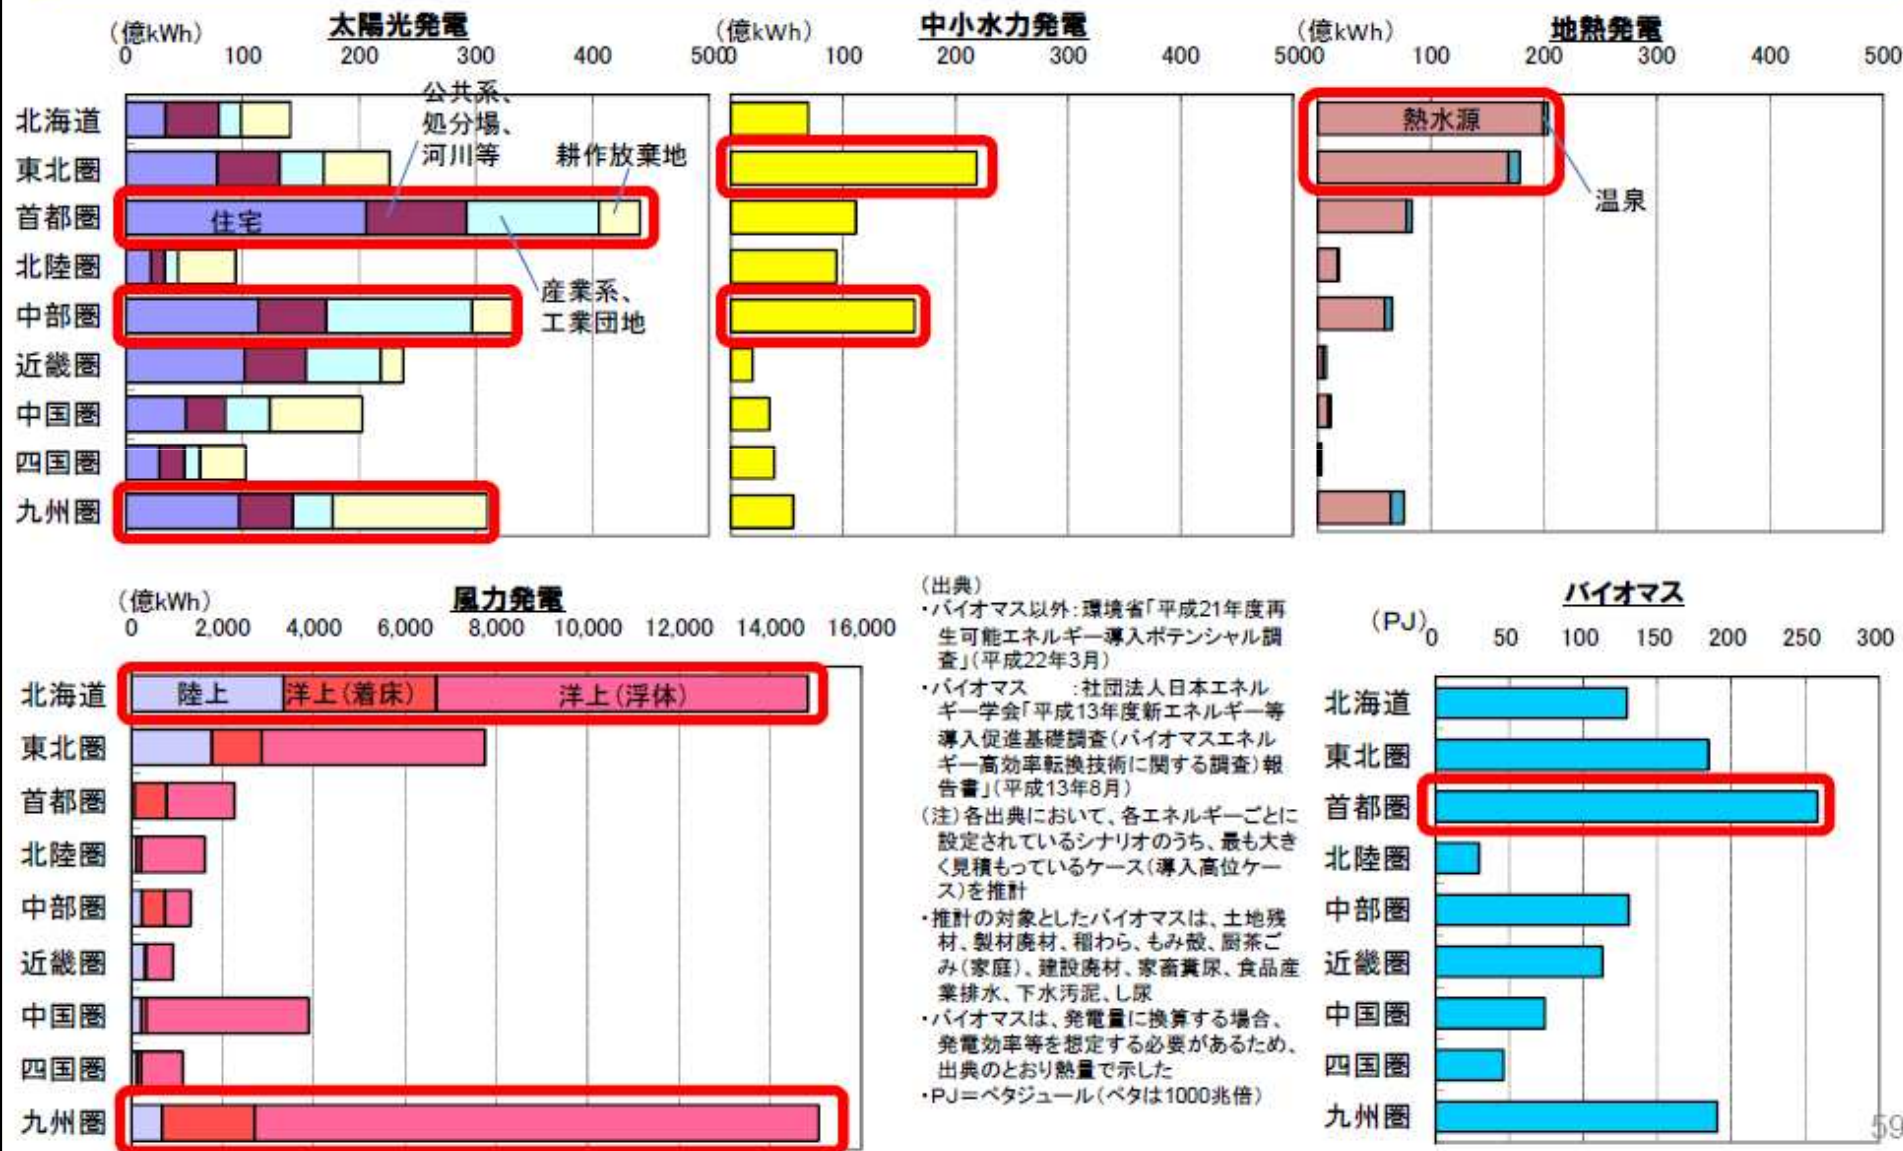 太陽光発電
(億kWh)
0 100 200 300 400 500
北海道
東北圏
首都圏
北陸圏
中部圏
近畿圏
中国圏
四国圏
九州圏
公共系、
処分場、
河川等
耕作放棄地
住宅
産業系、
工業団地
中小水力発電
(億kWh)
0 100 200 300 400 500
地熱発電
(億kWh)
0 100 200 300 400 500
熱水源
温泉
風力発電
(億kWh)
0 2,000 4,000 6,000 8,000 10,000 12,000 14,000 16,000
北海道
東北圏
首都圏
北陸圏
中部圏
近畿圏
中国圏
四国圏
九州圏
陸上 洋上(着床) 洋上(浮体)
(出典)
・バイオマス以外:環境省「平成21年度再
生可能エネルギー導入ポテンシャル調
査」(平成22年3月)
・バイオマス :社団法人日本エネル
ギー学会「平成13年度新エネルギー等
導入促進基礎調査(バイオマスエネル
ギー高効率転換技術に関する調査)報
告書」(平成13年8月)
(注)各出典において、各エネルギーごとに
設定されているシナリオのうち、最も大き
く見積もっているケース(導入高位ケー
ス)を推計
・推計の対象としたバイオマスは、土地残
材、製材廃材、稲わら、もみ殻、厨茶ご
み(家庭)、建設廃材、家畜糞尿、食品産
業排水、下水汚泥、し尿
・バイオマスは、発電量に換算する場合、
発電効率等を想定する必要があるため、
出典のとおり熱量で示した
・PJ=ペタジュール(ペタは1000兆倍)
バイオマス
(PJ)
0 50 100 150 200 250 300
北海道
東北圏
首都圏
北陸圏
中部圏
近畿圏
中国圏
四国圏
九州圏
59